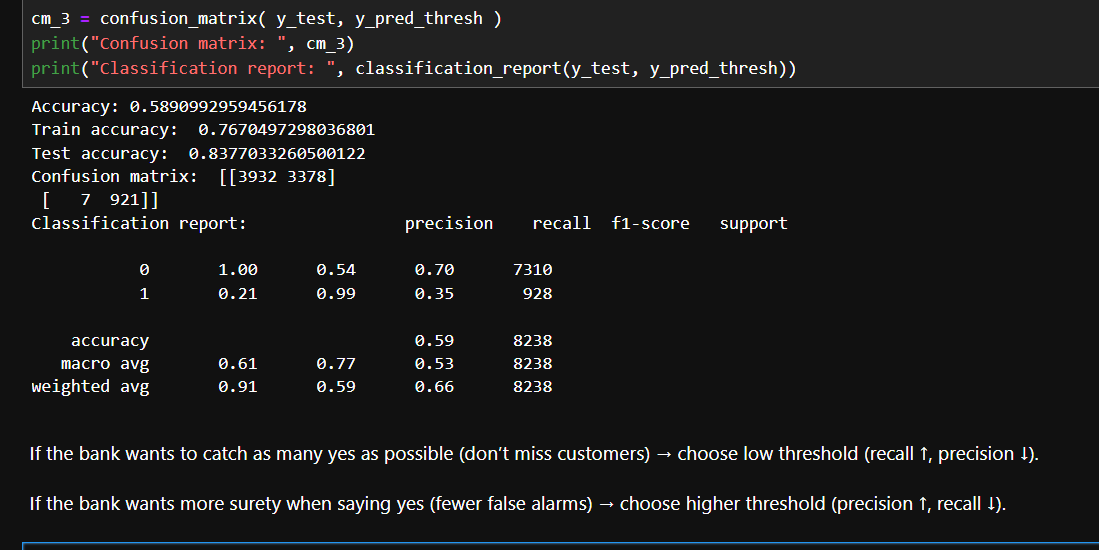 cm_3 = confusion_matrix( y_test, y_pred_thresh )
print("Confusion matrix: ", cm_3)
print("Classification report: ", classification_report(y_test, y_pred_thresh))
Accuracy: 0.5890992959456178
Train accuracy:  0.7670497298036801
Test accuracy:  0.8377033260500122
Confusion matrix:  [[3932 3378]
 [   7  921]]
Classification report:                precision    recall  f1-score   support
           0       1.00      0.54      0.70      7310
           1       0.21      0.99      0.35       928
    accuracy                           0.59      8238
   macro avg       0.61      0.77      0.53      8238
weighted avg       0.91      0.59      0.66      8238
If the bank wants to catch as many yes as possible (don’t miss customers) → choose low threshold (recall ↑, precision ↓).
If the bank wants more surety when saying yes (fewer false alarms) → choose higher threshold (precision ↑, recall ↓).